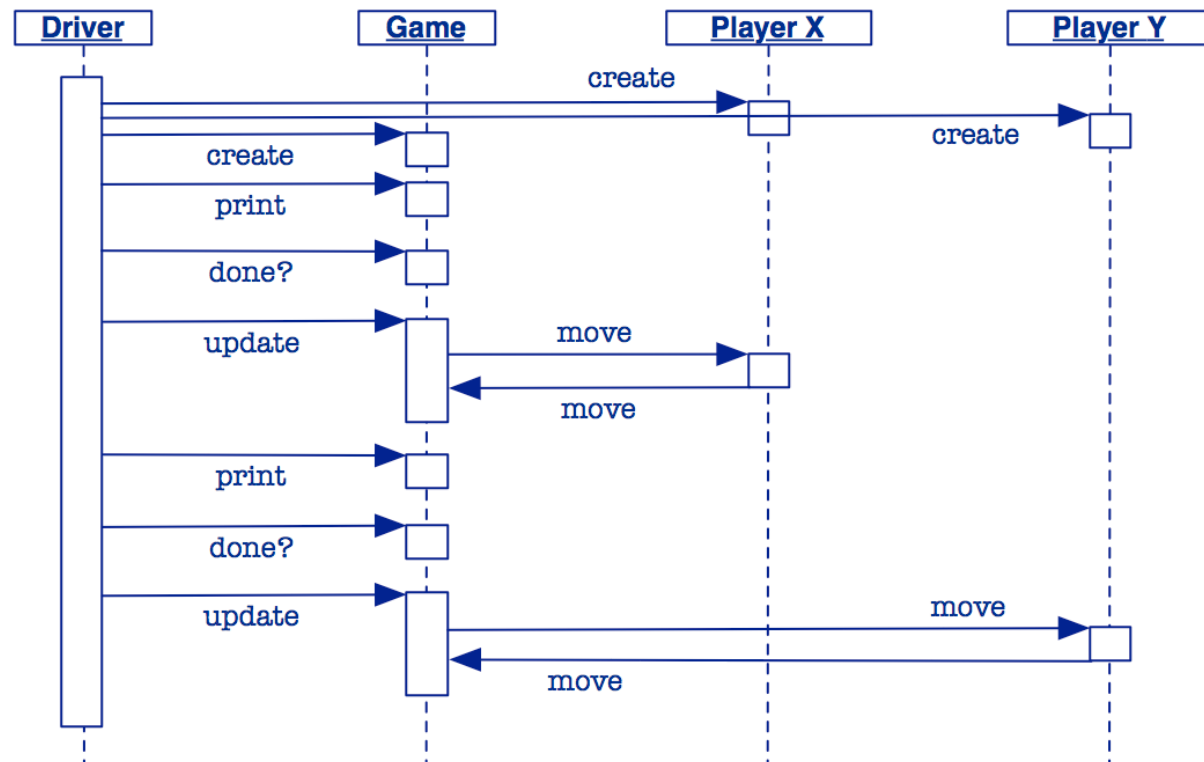 Driver
Game
Player X
Player Y
create
create
create
print
done?
update
move
move
print
done?
update
move
move